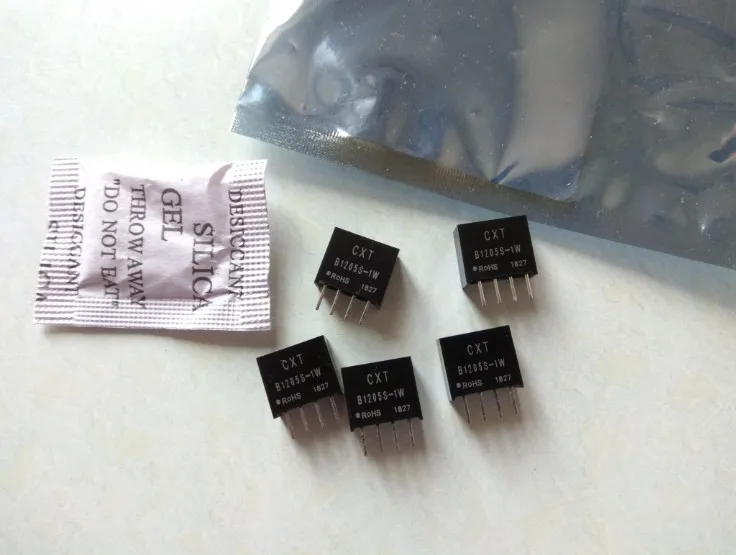 DESICCANT
SILICA
GEL
THROW AWAY
"DO NOT EAT"
DESICCANT
CXT
B1205S-1W
RoHS 1827
CXT
B1205S-1W
RoHS 1827
CXT
B1205S-1W
RoHS 1827
CXT
B1205S-1W
RoHS 1827
CXT
B1205S-1W
RoHS 1827